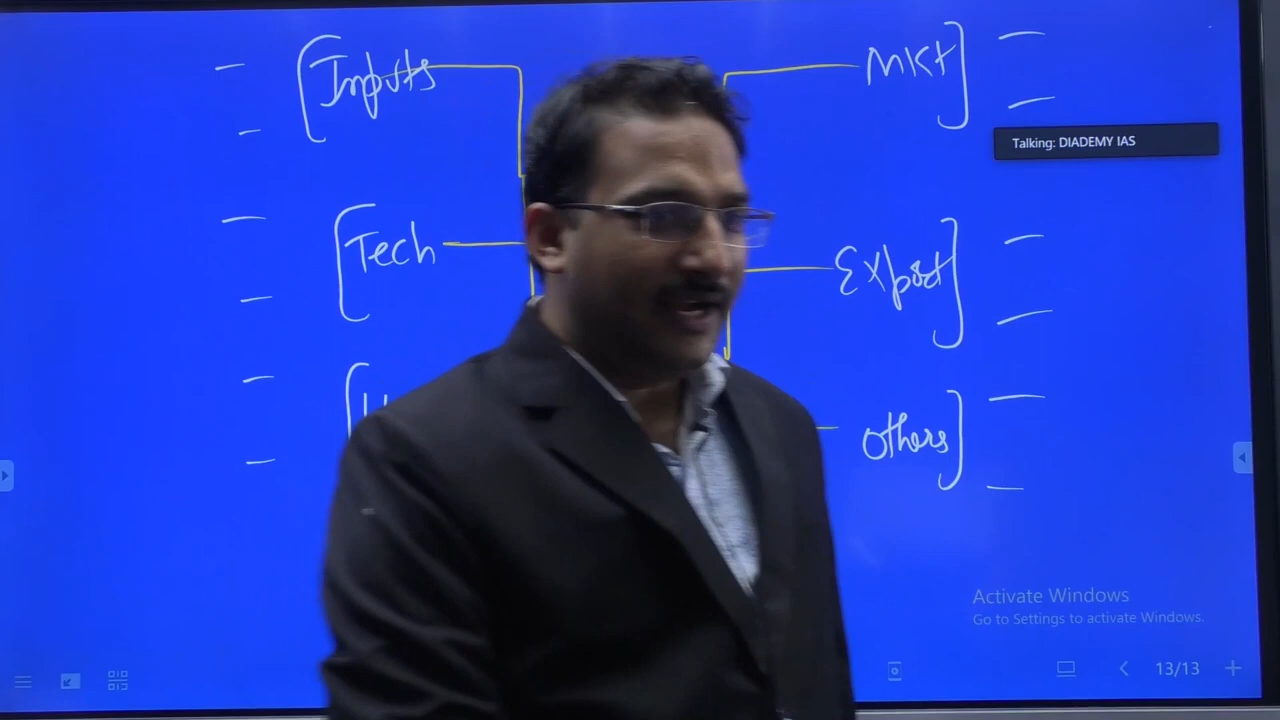 Inputs
MKt
Talking: DIADEMY IAS
Tech
Export
Others
Activate Windows
Go to Settings to activate Windows.
13/13